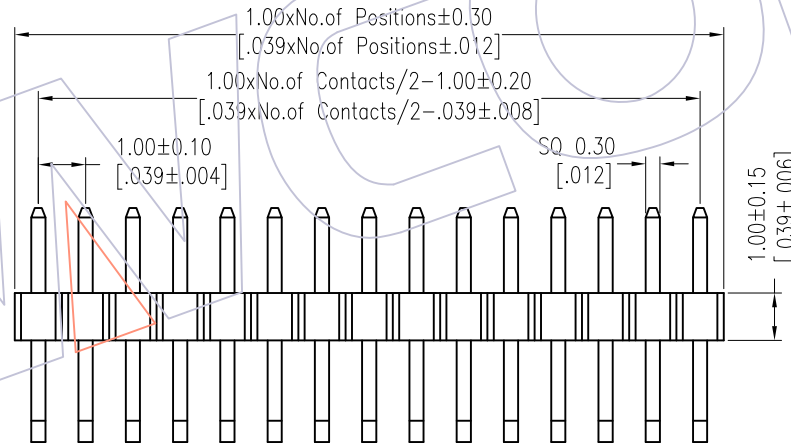 1.00xNo.of Positions±0.30
[.039xNo.of Positions±.012]
1.00xNo.of Contacts/2-1.00±0.20
[.039xNo.of Contacts/2-.039±.008]
1.00±0.10
[.039±.004]
SQ 0.30
[.012]
1.00±0.15
[.039±.006]